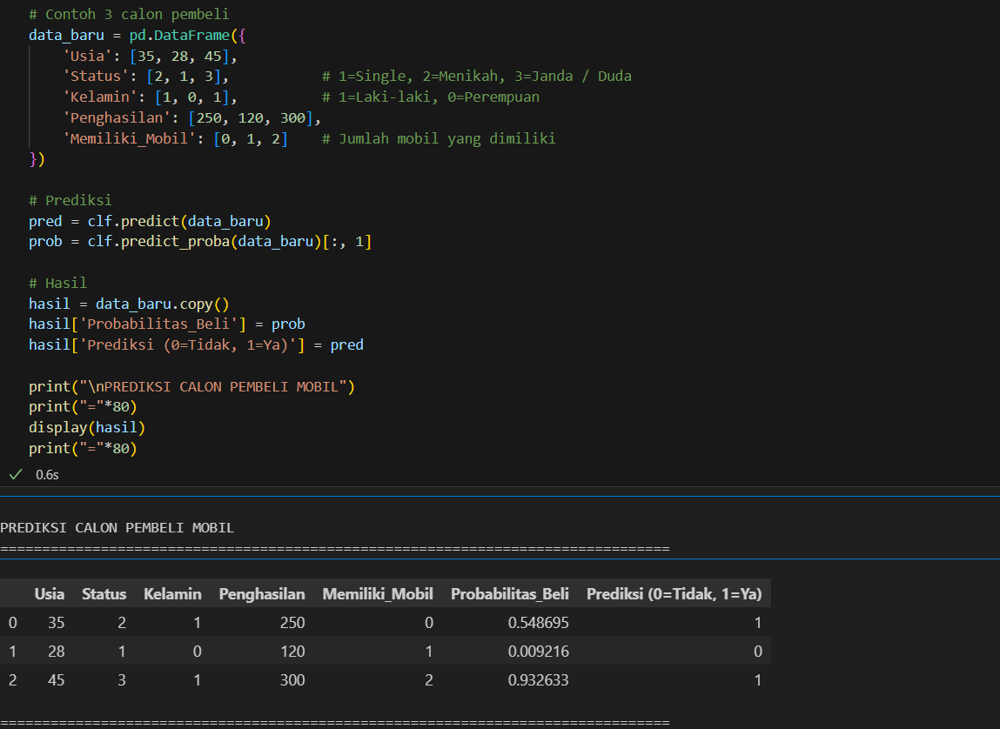 # Contoh 3 calon pembeli
data_baru = pd.DataFrame({
    'Usia': [35, 28, 45],
    'Status': [2, 1, 3],           # 1=Single, 2=Menikah, 3=Janda / Duda
    'Kelamin': [1, 0, 1],          # 1=Laki-laki, 0=Perempuan
    'Penghasilan': [250, 120, 300],
    'Memiliki_Mobil': [0, 1, 2]    # Jumlah mobil yang dimiliki
})

# Prediksi
pred = clf.predict(data_baru)
prob = clf.predict_proba(data_baru)[:, 1]

# Hasil
hasil = data_baru.copy()
hasil['Probabilitas_Beli'] = prob
hasil['Prediksi (0=Tidak, 1=Ya)'] = pred

print("\nPREDIKSI CALON PEMBELI MOBIL")
print("="*80)
display(hasil)
print("="*80)
✓ 0.6s
PREDIKSI CALON PEMBELI MOBIL
================================================================================
Usia Status Kelamin Penghasilan Memiliki_Mobil Probabilitas_Beli Prediksi (0=Tidak, 1=Ya)
0 35 2 1 250 0 0.548695 1
1 28 1 0 120 1 0.009216 0
2 45 3 1 300 2 0.932633 1
================================================================================